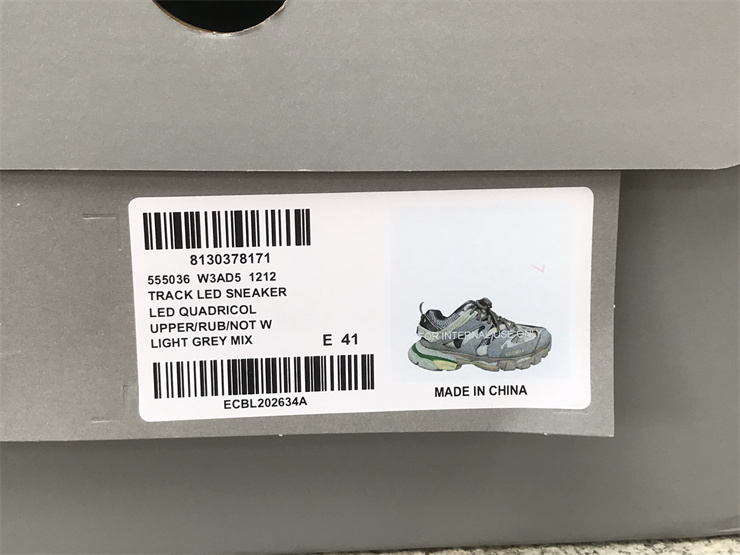 8130378171
555036 W3AD5 1212
TRACK LED SNEAKER
LED QUADRICOL
UPPER/RUB/NOT W
LIGHT GREY MIX
E 41
ECBL202634A
FOR INTERNAL USE ONLY
MADE IN CHINA